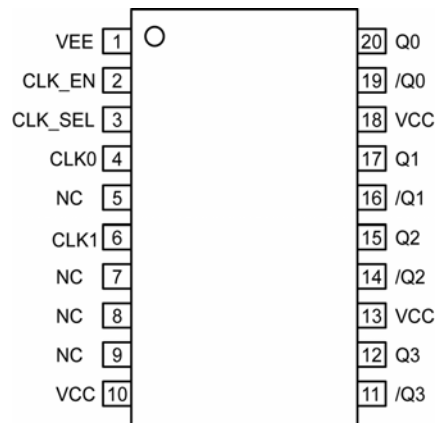 VEE 1 20 Q0
CLK_EN 2 19 /Q0
CLK_SEL 3 18 VCC
CLK0 4 17 Q1
NC 5 16 /Q1
CLK1 6 15 Q2
NC 7 14 /Q2
NC 8 13 VCC
NC 9 12 Q3
VCC 10 11 /Q3